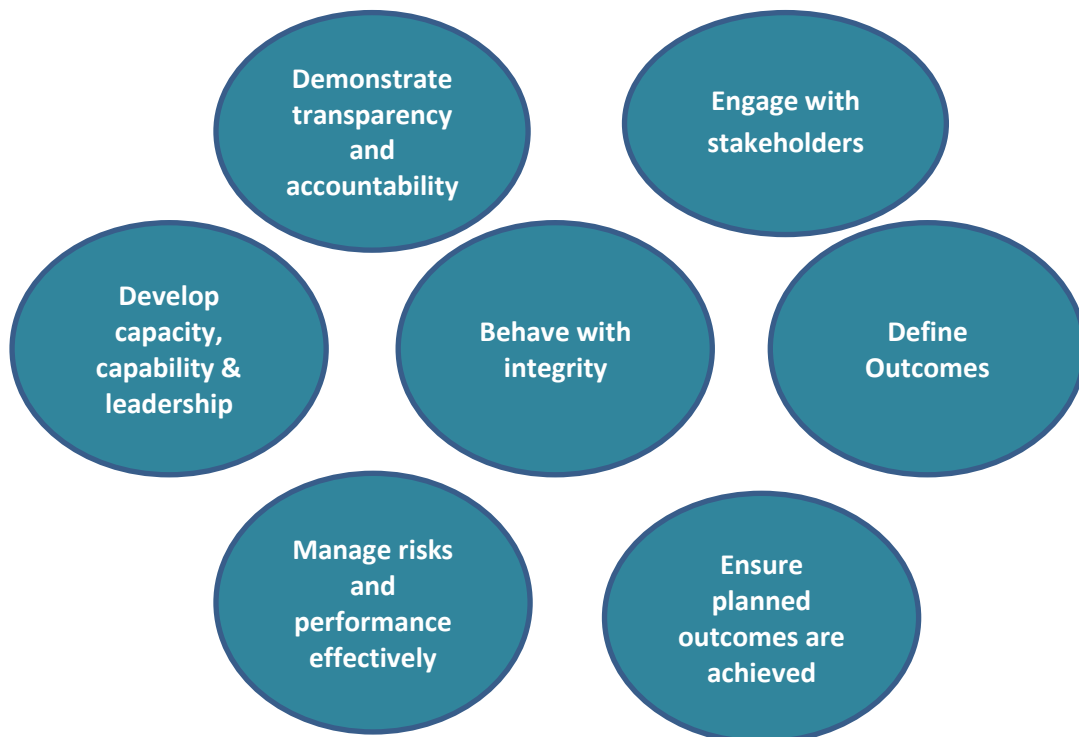 Demonstrate
transparency
and
accountability
Engage with
stakeholders
Develop
capacity,
capability &
leadership
Behave with
integrity
Define
Outcomes
Manage risks
and
performance
effectively
Ensure
planned
outcomes are
achieved